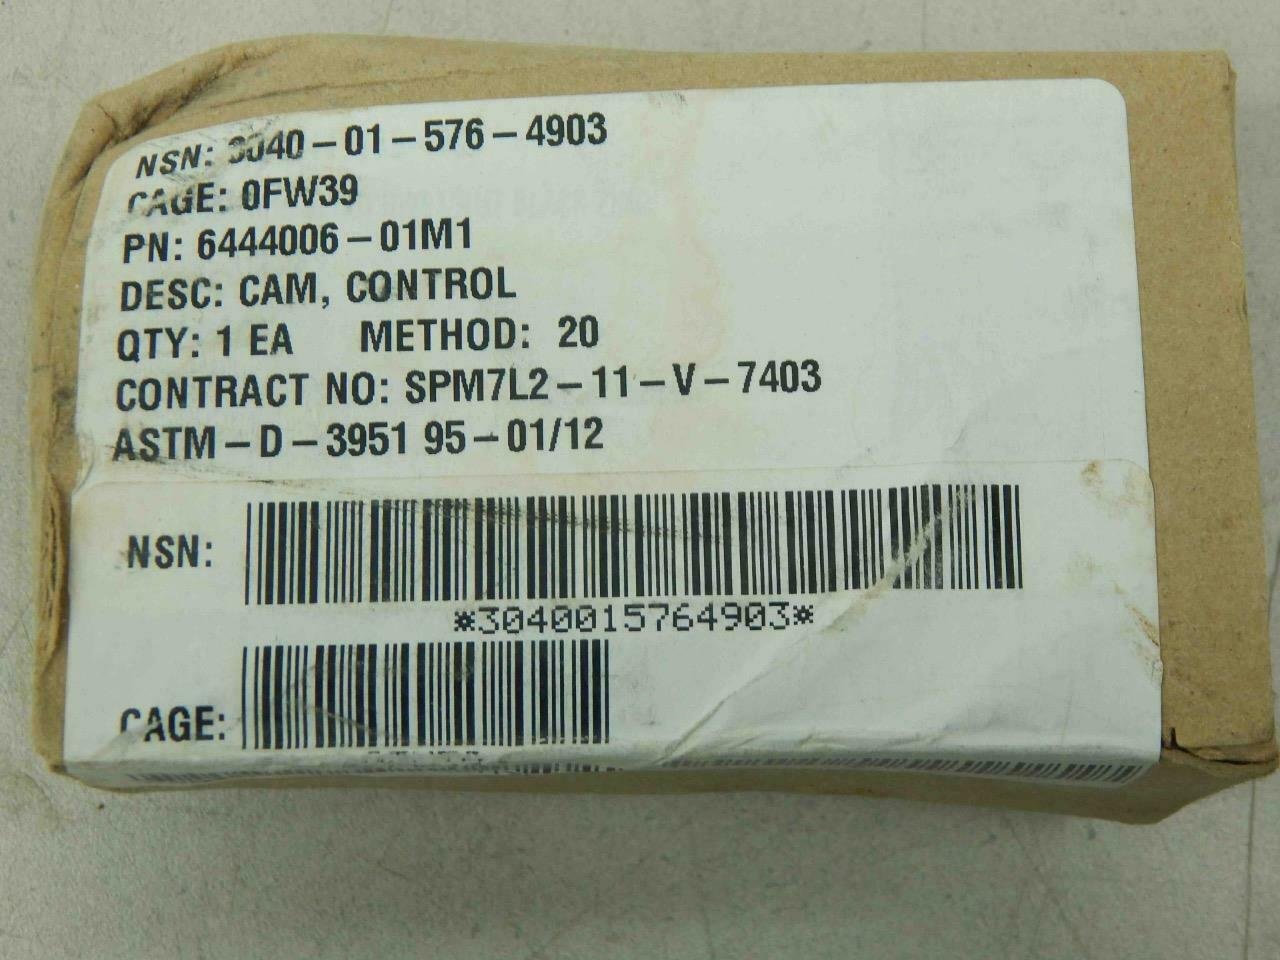 NSN: 3040-01-576-4903
CAGE: 0FW39
PN: 6444006-01M1
DESC: CAM, CONTROL
QTY: 1 EA METHOD: 20
CONTRACT NO: SPM7L2-11-V-7403
ASTM-D-3951 95-01/12
NSN:
*3040015764903*
CAGE: